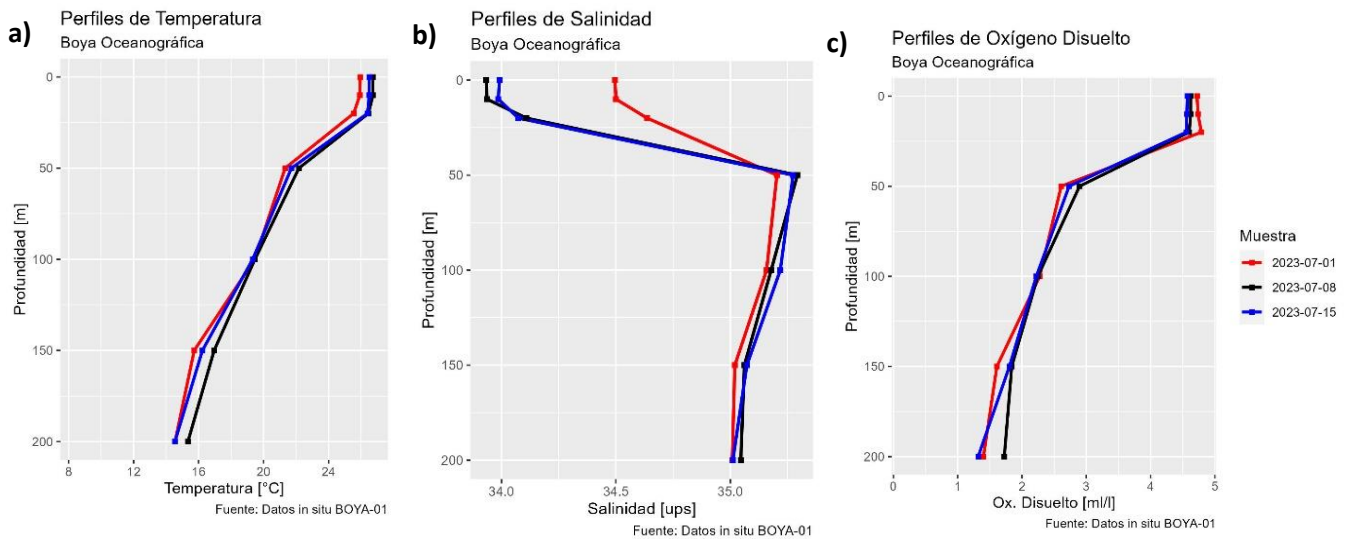 a)
Perfiles de Temperatura
Boya Oceanográfica
0
50
100
150
200
Profundidad [m]
8
12
16
20
24
Temperatura [°C]
Fuente: Datos in situ BOYA-01
b)
Perfiles de Salinidad
Boya Oceanográfica
0
50
100
150
200
Profundidad [m]
34.0
34.5
35.0
Salinidad [ups]
Fuente: Datos in situ BOYA-01
c)
Perfiles de Oxígeno Disuelto
Boya Oceanográfica
0
50
100
150
200
Profundidad [m]
0
1
2
3
4
5
Ox. Disuelto [ml/l]
Fuente: Datos in situ BOYA-01
Muestra
2023-07-01
2023-07-08
2023-07-15